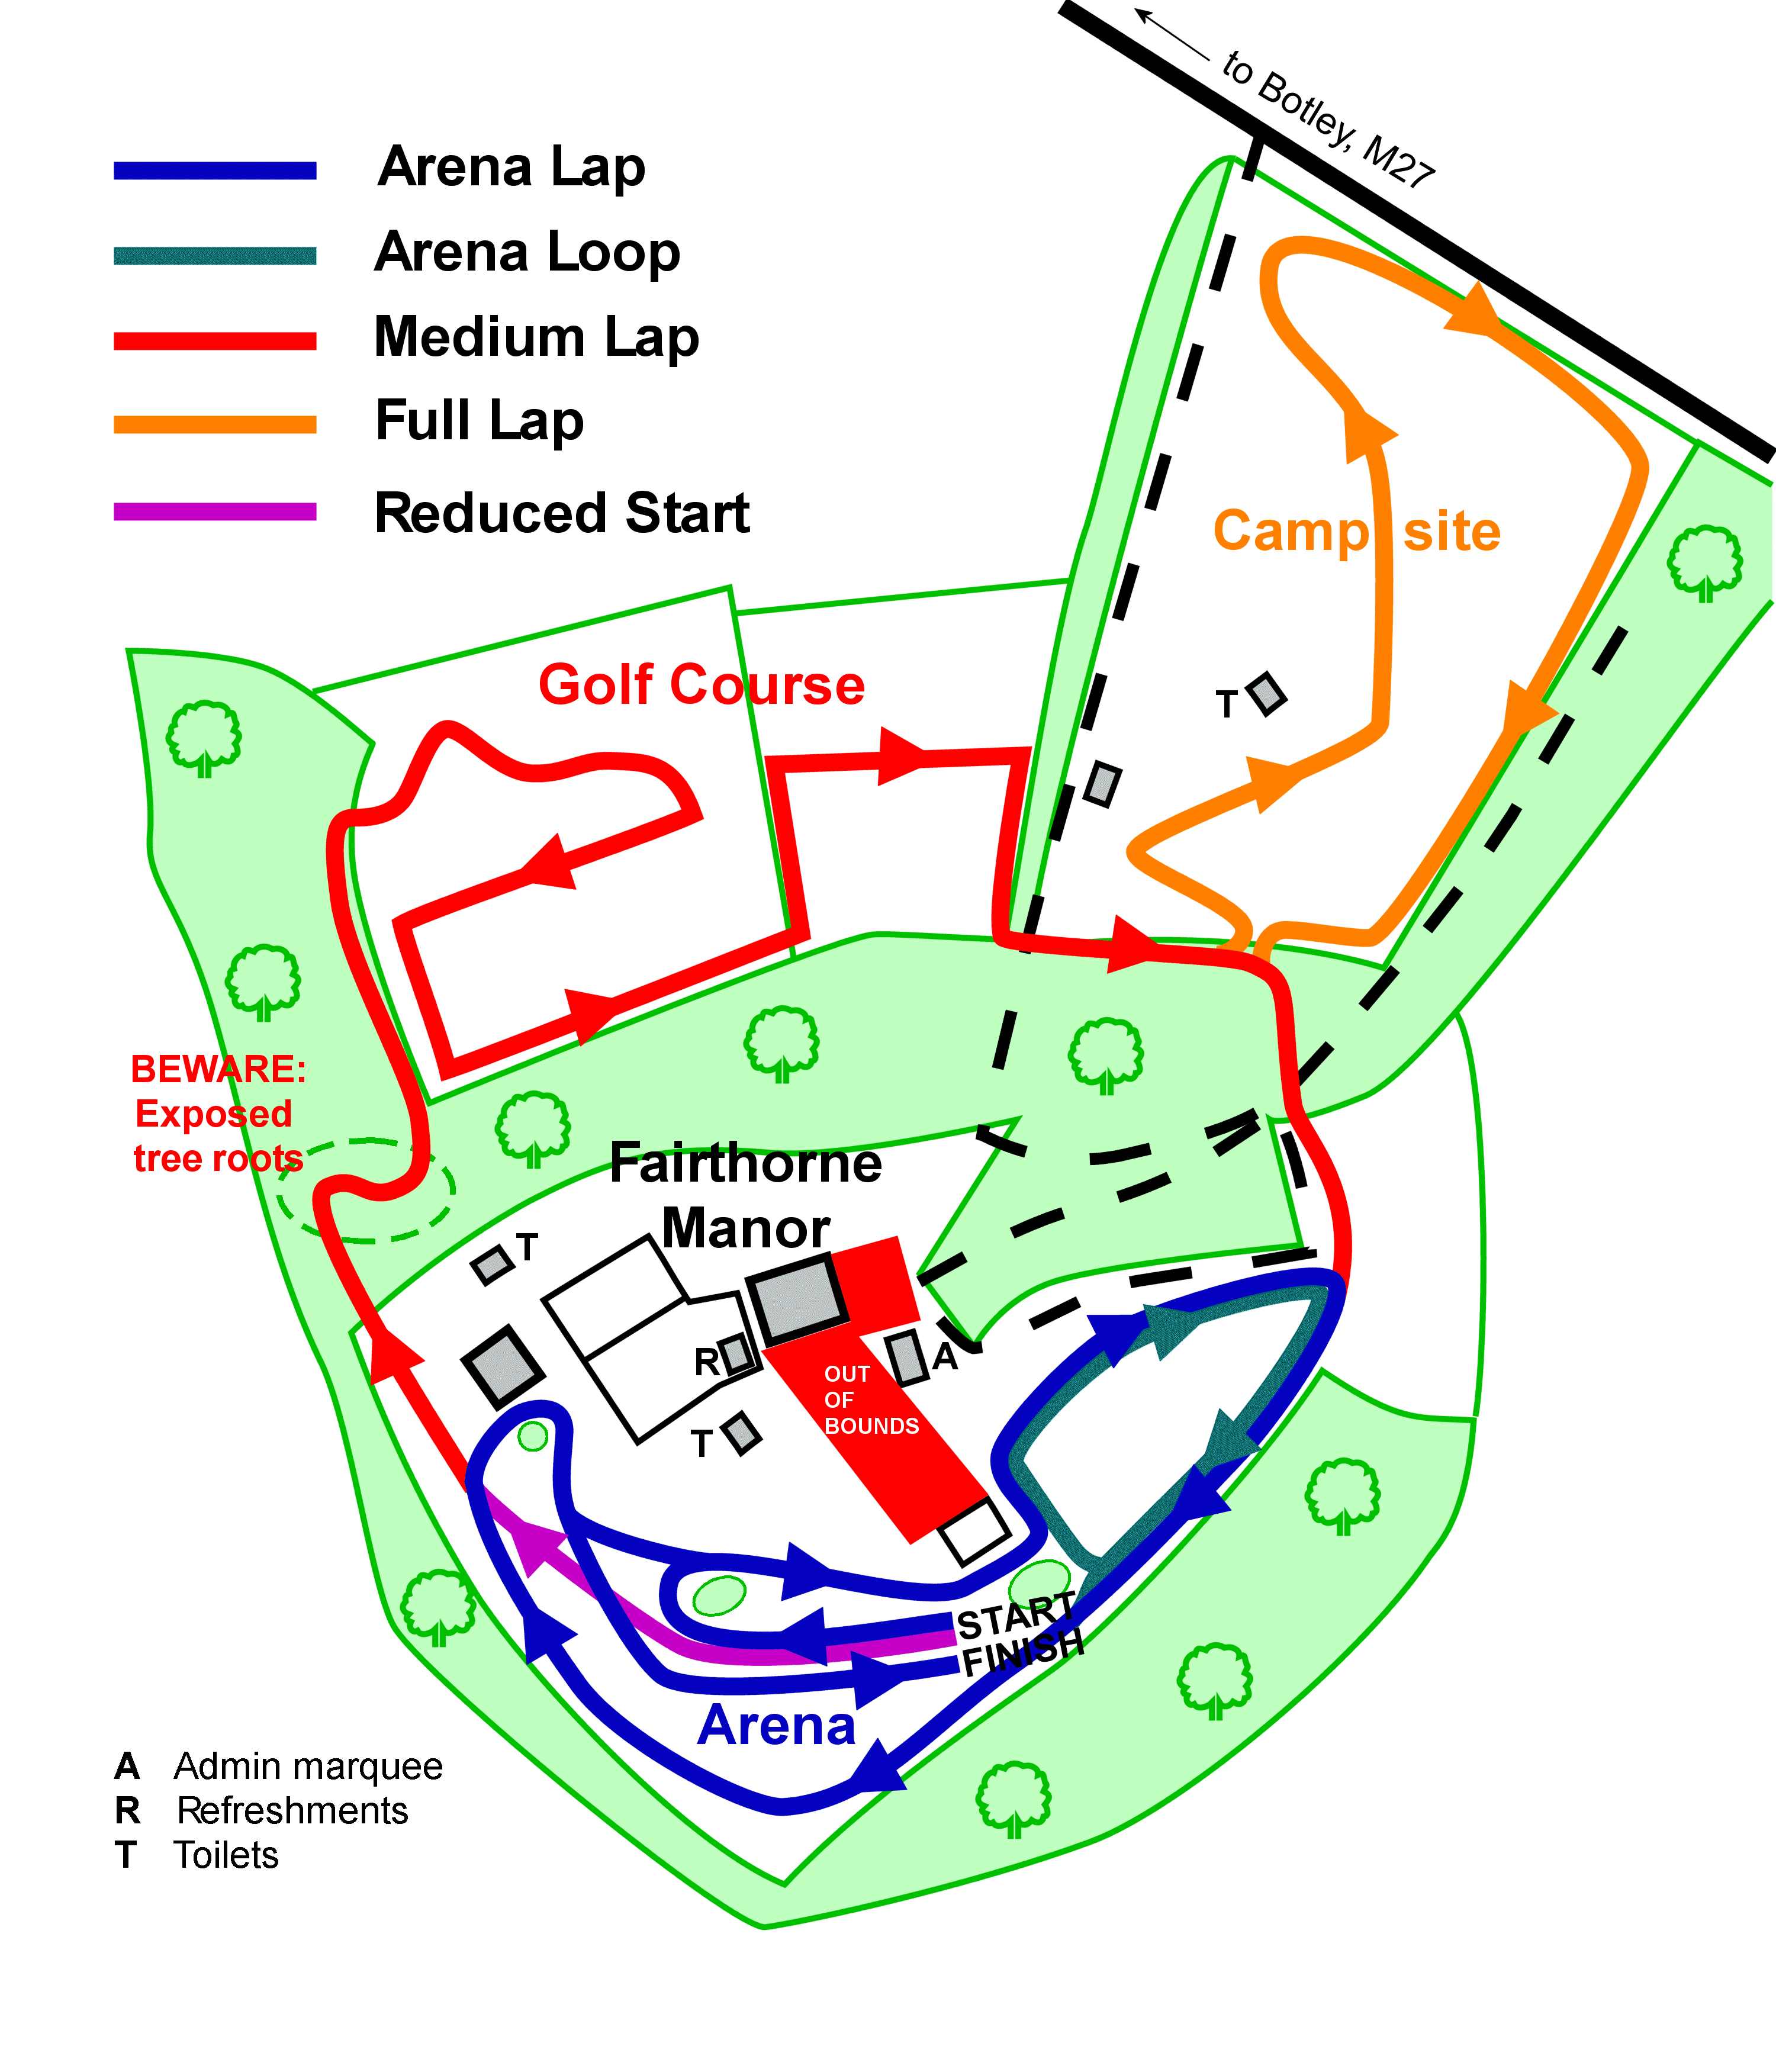 to Botley, M27
Arena Lap
Arena Loop
Medium Lap
Full Lap
Reduced Start
Camp site
Golf Course
T
BEWARE:
Exposed
tree roots
Fairthorne
Manor
T
R
A
OUT
OF
BOUNDS
T
START
FINISH
Arena
A Admin marquee
R Refreshments
T Toilets